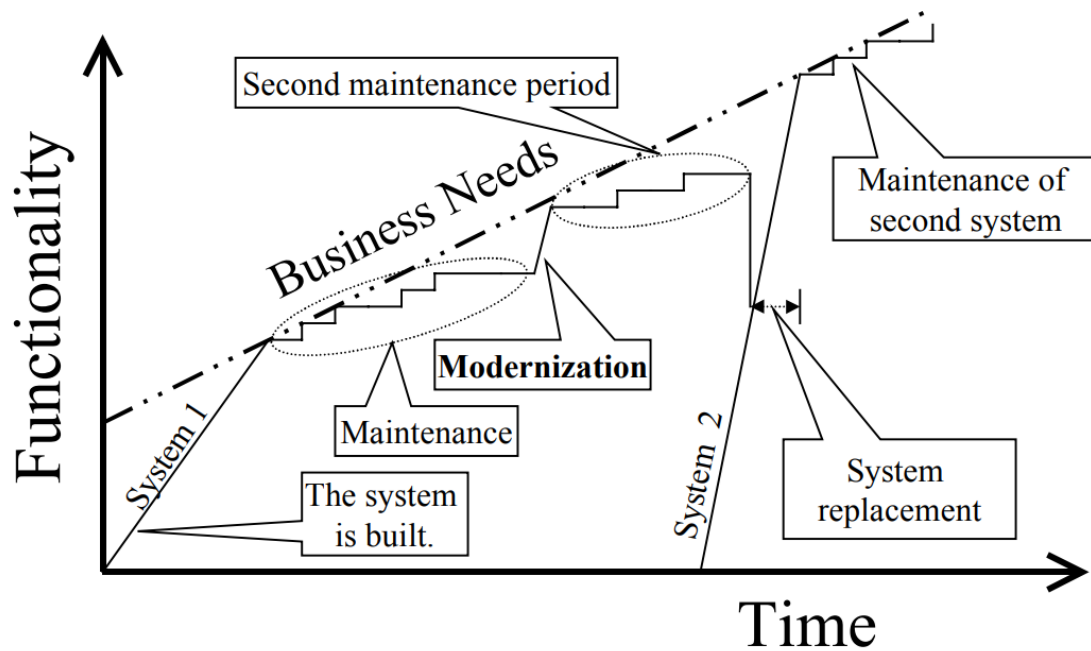 Functionality
Second maintenance period
Business Needs
Maintenance of
second system
Modernization
Maintenance
System 1
The system
is built.
System 2
System
replacement
Time